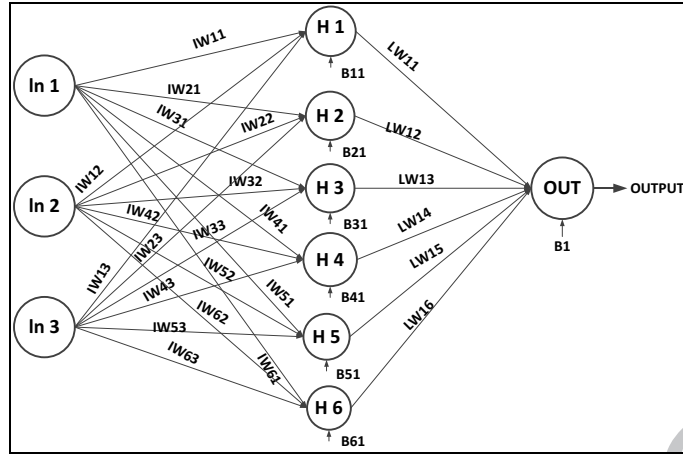 H 1
IW11
LW11
In 1
B11
IW21
H 2
IW31
IW22
LW12
B21
IW12
IW32
H 3
LW13
OUT
OUTPUT
In 2
IW42
IW41
LW14
B31
IW33
IW23
H 4
B1
IW13
IW52
LW15
IW43
IW51
B41
In 3
IW62
LW16
IW53
H 5
IW63
IW61
B51
H 6
B61